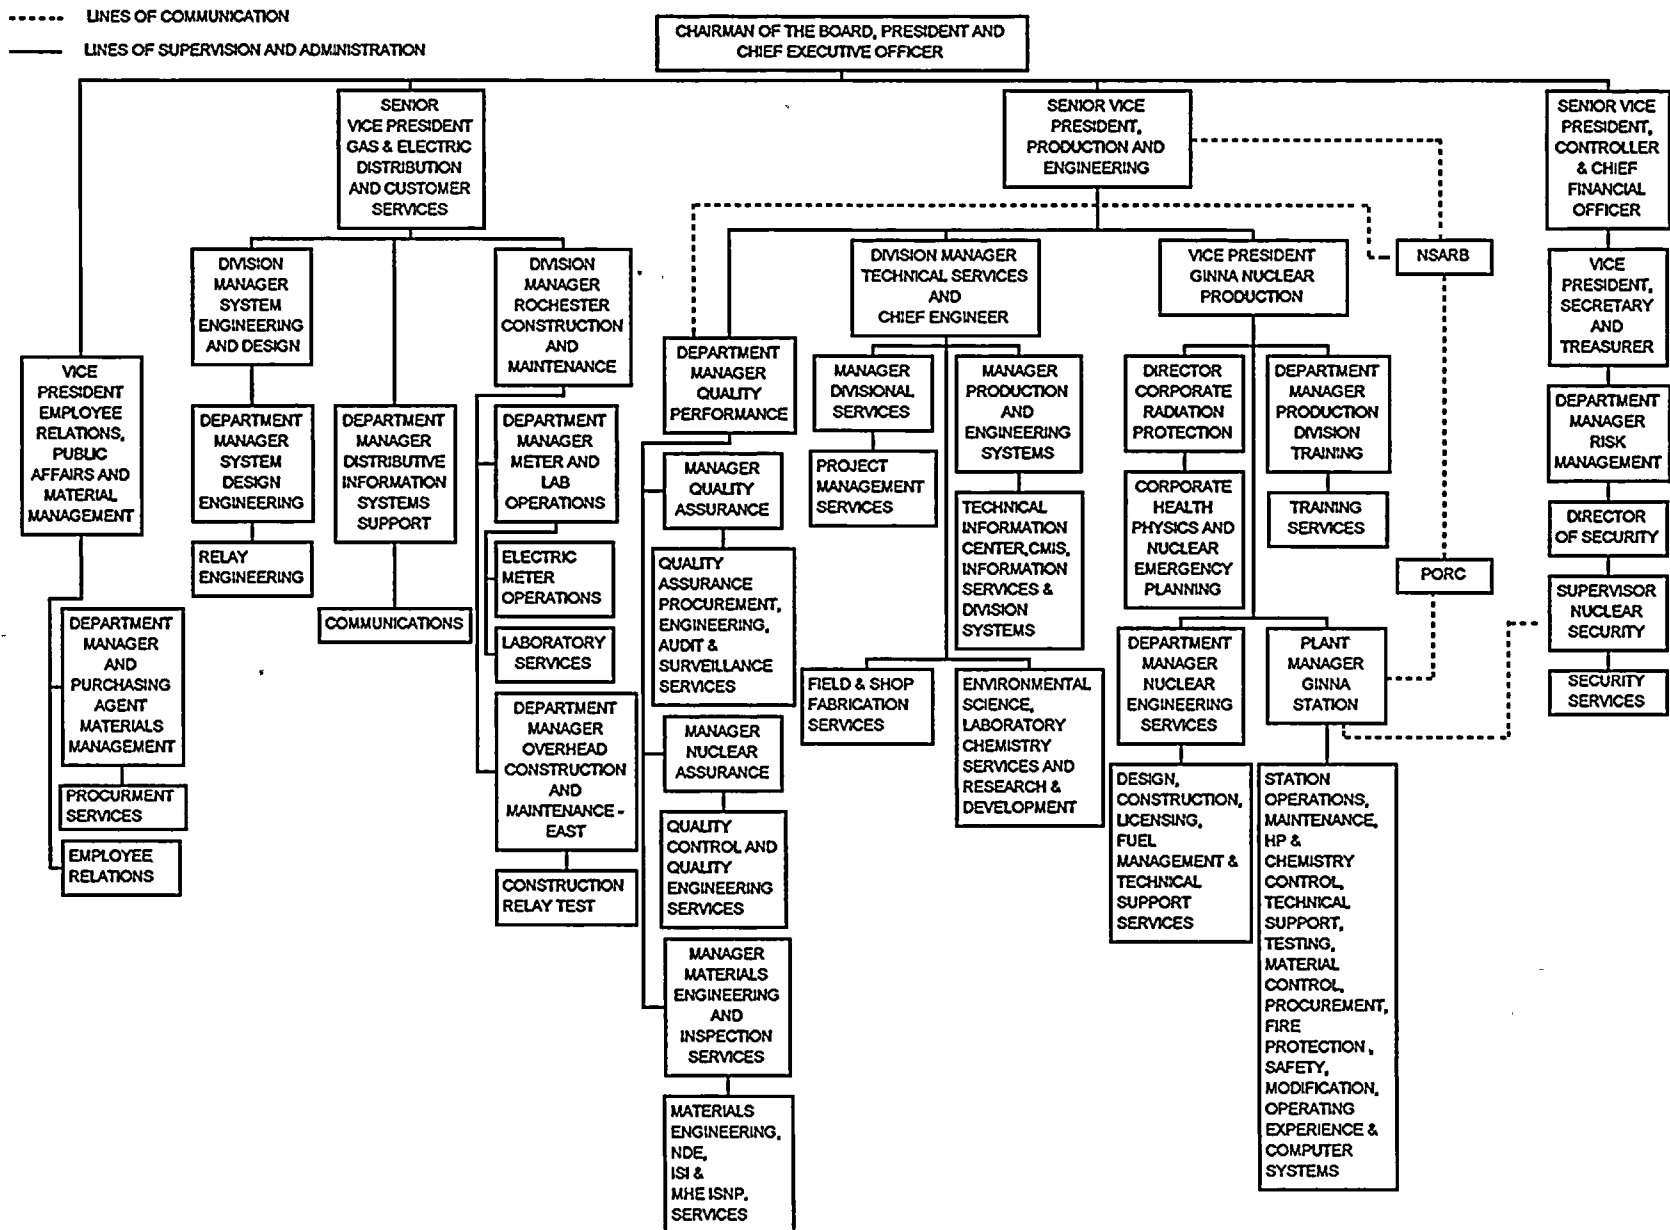 LINES OF COMMUNICATION
LINES OF SUPERVISION AND ADMINISTRATION
CHAIRMAN OF THE BOARD, PRESIDENT AND
CHIEF EXECUTIVE OFFICER
VICE
PRESIDENT
EMPLOYEE
RELATIONS,
PUBLIC
AFFAIRS AND
MATERIAL
MANAGEMENT
DEPARTMENT
MANAGER
AND
PURCHASING
AGENT
MATERIALS
MANAGEMENT
PROCURMENT
SERVICES
EMPLOYEE
RELATIONS
SENIOR
VICE PRESIDENT
GAS & ELECTRIC
DISTRIBUTION
AND CUSTOMER
SERVICES
DIVISION
MANAGER
SYSTEM
ENGINEERING
AND DESIGN
DEPARTMENT
MANAGER
SYSTEM
DESIGN
ENGINEERING
RELAY
ENGINEERING
DEPARTMENT
MANAGER
DISTRIBUTIVE
INFORMATION
SYSTEMS
SUPPORT
COMMUNICATIONS
DIVISION
MANAGER
ROCHESTER
CONSTRUCTION
AND
MAINTENANCE
DEPARTMENT
MANAGER
METER AND
LAB
OPERATIONS
ELECTRIC
METER
OPERATIONS
LABORATORY
SERVICES
DEPARTMENT
MANAGER
OVERHEAD
CONSTRUCTION
AND
MAINTENANCE -
EAST
CONSTRUCTION
RELAY TEST
SENIOR VICE
PRESIDENT,
PRODUCTION AND
ENGINEERING
DEPARTMENT
MANAGER
QUALITY
PERFORMANCE
MANAGER
QUALITY
ASSURANCE
QUALITY
ASSURANCE
PROCUREMENT,
ENGINEERING,
AUDIT &
SURVEILLANCE
SERVICES
MANAGER
NUCLEAR
ASSURANCE
QUALITY
CONTROL AND
QUALITY
ENGINEERING
SERVICES
MANAGER
MATERIALS
ENGINEERING
AND
INSPECTION
SERVICES
MATERIALS
ENGINEERING,
NDE,
ISI &
MHE ISNP.
SERVICES
DIVISION MANAGER
TECHNICAL SERVICES
AND
CHIEF ENGINEER
MANAGER
DIVISIONAL
SERVICES
PROJECT
MANAGEMENT
SERVICES
MANAGER
PRODUCTION
AND
ENGINEERING
SYSTEMS
TECHNICAL
INFORMATION
CENTER,CMIS,
INFORMATION
SERVICES &
DIVISION
SYSTEMS
FIELD & SHOP
FABRICATION
SERVICES
ENVIRONMENTAL
SCIENCE,
LABORATORY
CHEMISTRY
SERVICES AND
RESEARCH &
DEVELOPMENT
VICE PRESIDENT
GINNA NUCLEAR
PRODUCTION
DIRECTOR
CORPORATE
RADIATION
PROTECTION
CORPORATE
HEALTH
PHYSICS AND
NUCLEAR
EMERGENCY
PLANNING
DEPARTMENT
MANAGER
PRODUCTION
DIVISION
TRAINING
TRAINING
SERVICES
DEPARTMENT
MANAGER
NUCLEAR
ENGINEERING
SERVICES
DESIGN,
CONSTRUCTION,
LICENSING,
FUEL
MANAGEMENT &
TECHNICAL
SUPPORT
SERVICES
PLANT
MANAGER
GINNA
STATION
STATION
OPERATIONS,
MAINTENANCE,
HP &
CHEMISTRY
CONTROL,
TECHNICAL
SUPPORT,
TESTING,
MATERIAL
CONTROL,
PROCUREMENT,
FIRE
PROTECTION ,
SAFETY,
MODIFICATION,
OPERATING
EXPERIENCE &
COMPUTER
SYSTEMS
NSARB
PORC
SENIOR VICE
PRESIDENT,
CONTROLLER
& CHIEF
FINANCIAL
OFFICER
VICE
PRESIDENT,
SECRETARY
AND
TREASURER
DEPARTMENT
MANAGER
RISK
MANAGEMENT
DIRECTOR
OF SECURITY
SUPERVISOR
NUCLEAR
SECURITY
SECURITY
SERVICES